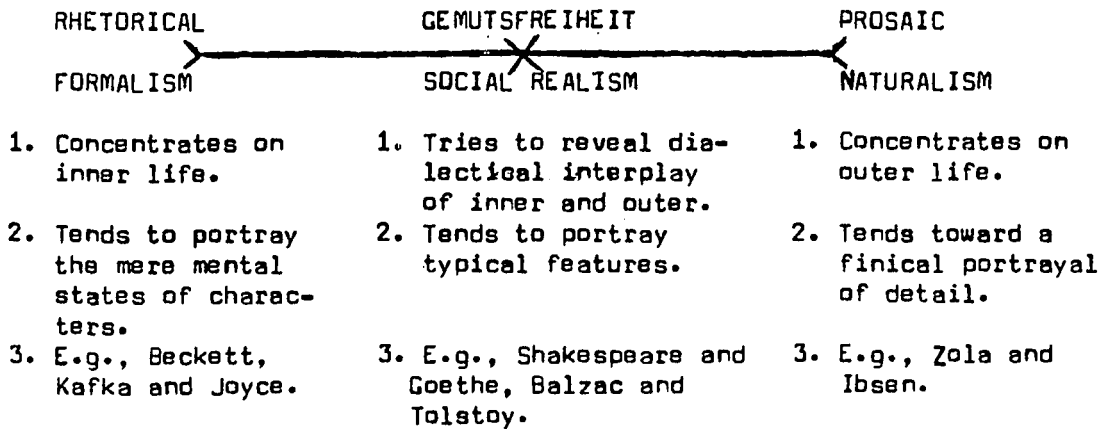 RHETORICAL GEMUTSFREIHEIT PROSAIC
FORMALISM SOCIAL REALISM NATURALISM
1. Concentrates on
inner life.
2. Tends to portray
the mere mental
states of charac-
ters.
3. E.g., Beckett,
Kafka and Joyce.
1. Tries to reveal dia-
lectical interplay
of inner and outer.
2. Tends to portray
typical features.
3. E.g., Shakespeare and
Goethe, Balzac and
Tolstoy.
1. Concentrates on
outer life.
2. Tends toward a
finical portrayal
of detail.
3. E.g., Zola and
Ibsen.